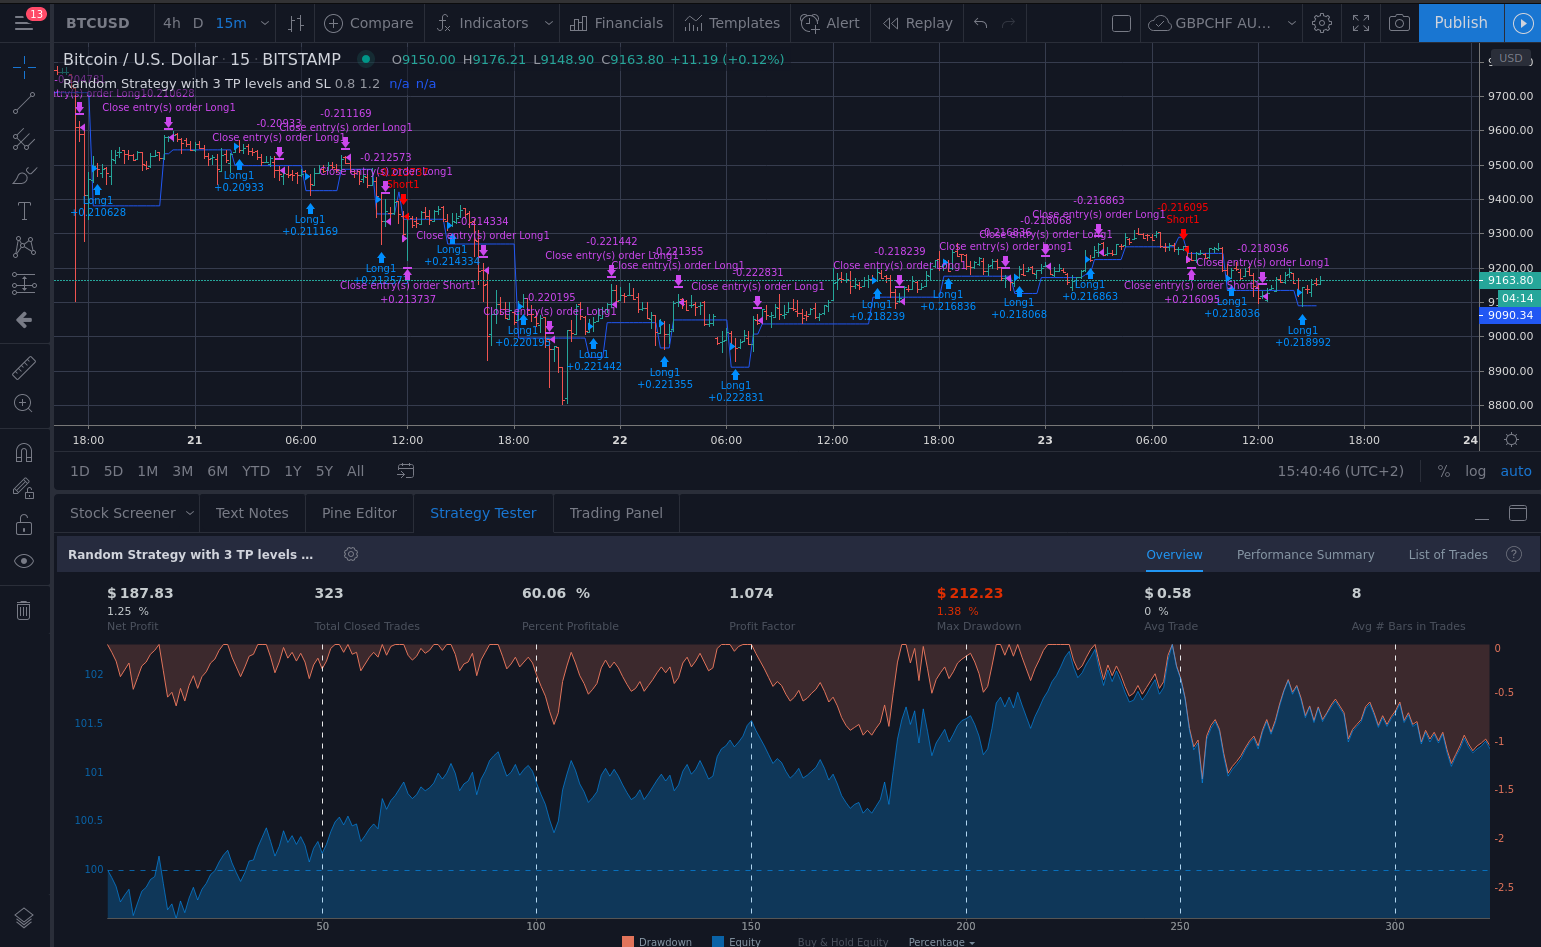 13
BTCUSD 4h D 15m Compare Indicators Financials Templates Alert Replay GBPCHF AU... Publish
Bitcoin / U.S. Dollar · 15 · BITSTAMP O9150.00 H9176.21 L9148.90 C9163.80 +11.19 (+0.12%)
USD
Random Strategy with 3 TP levels and SL 0.8 1.2 n/a n/a
9700.00
9600.00
9500.00
9400.00
9300.00
9200.00
9163.80
04:14
9090.34
9000.00
8900.00
8800.00
Close entry(s) order Long1
Long1
+0.210628
-0.20933
Close entry(s) order Long1
Long1
+0.20933
-0.211169
Close entry(s) order Long1
Long1
+0.211169
-0.212573
Close entry(s) order Long1
Long1
Short1
Close entry(s) order Short1
+0.213737
-0.214334
Close entry(s) order Long1
Long1
+0.214334
-0.220195
Close entry(s) order Long1
Long1
+0.220195
-0.221442
Close entry(s) order Long1
Long1
+0.221442
-0.221355
Close entry(s) order Long1
Long1
+0.221355
-0.222831
Close entry(s) order Long1
Long1
+0.222831
-0.218239
Close entry(s) order Long1
Long1
+0.218239
-0.216836
Close entry(s) order Long1
Long1
+0.216836
-0.218068
Close entry(s) order Long1
Long1
+0.218068
-0.216863
Close entry(s) order Long1
Long1
+0.216863
-0.216095
Short1
Close entry(s) order Short1
+0.216095
-0.218036
Close entry(s) order Long1
Long1
+0.218036
Long1
+0.218992
18:00 21 06:00 12:00 18:00 22 06:00 12:00 18:00 23 06:00 12:00 18:00 24
1D 5D 1M 3M 6M YTD 1Y 5Y All 15:40:46 (UTC+2) % log auto
Stock Screener Text Notes Pine Editor Strategy Tester Trading Panel
Random Strategy with 3 TP levels ... Overview Performance Summary List of Trades ?
$ 187.83 323 60.06 % 1.074 $ 212.23 $ 0.58 8
1.25 % 1.38 % 0 %
Net Profit Total Closed Trades Percent Profitable Profit Factor Max Drawdown Avg Trade Avg # Bars in Trades
102
101.5
101
100.5
100
0
-0.5
-1
-1.5
-2
-2.5
50 100 150 200 250 300
Drawdown Equity Buy & Hold Equity Percentage